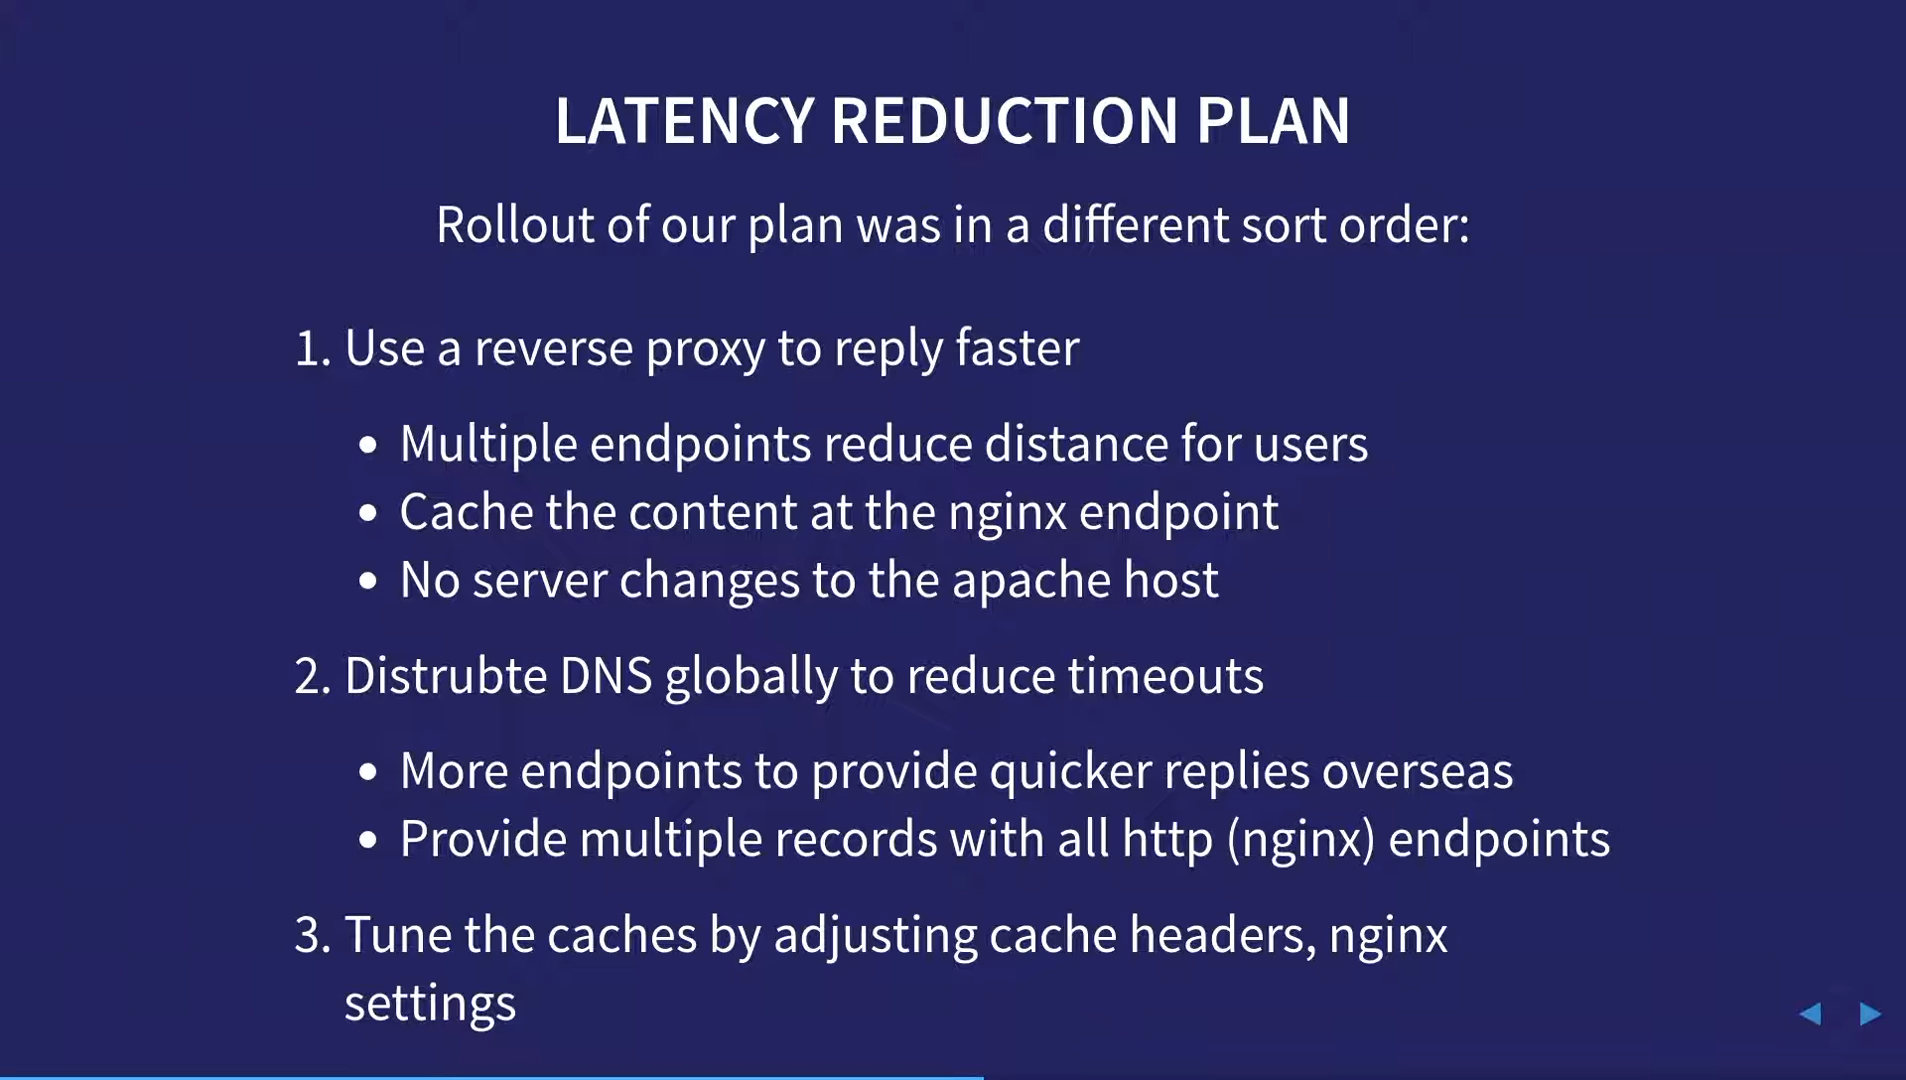 LATENCY REDUCTION PLAN
Rollout of our plan was in a different sort order:
1. Use a reverse proxy to reply faster
• Multiple endpoints reduce distance for users
• Cache the content at the nginx endpoint
• No server changes to the apache host
2. Distrubte DNS globally to reduce timeouts
• More endpoints to provide quicker replies overseas
• Provide multiple records with all http (nginx) endpoints
3. Tune the caches by adjusting cache headers, nginx
settings